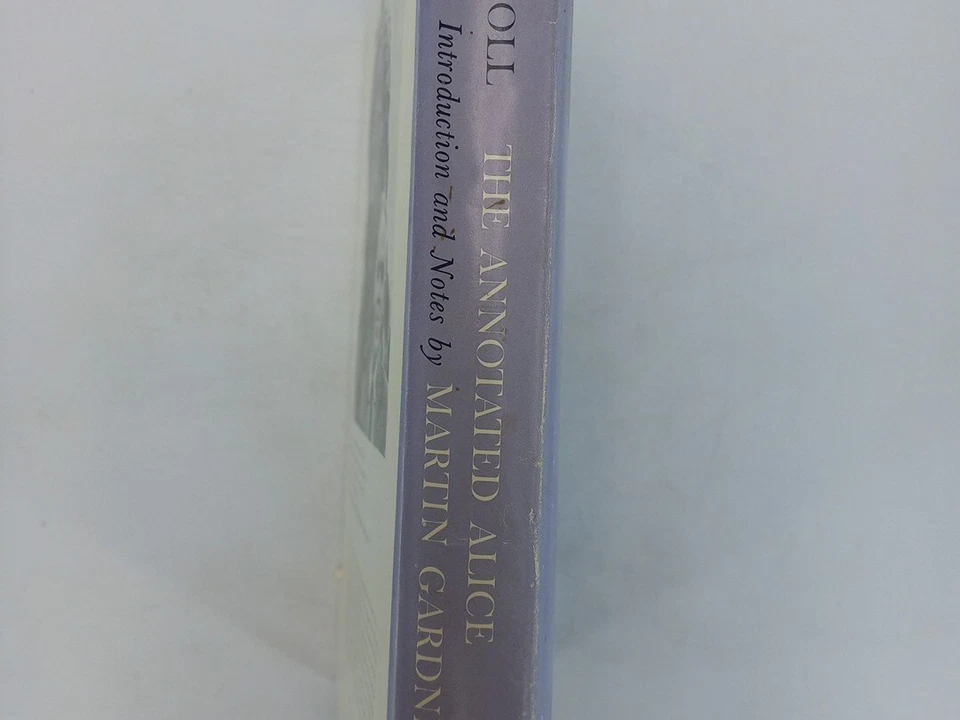 OLL THE ANNOTATED ALICE
Introduction and Notes by MARTIN GARDN